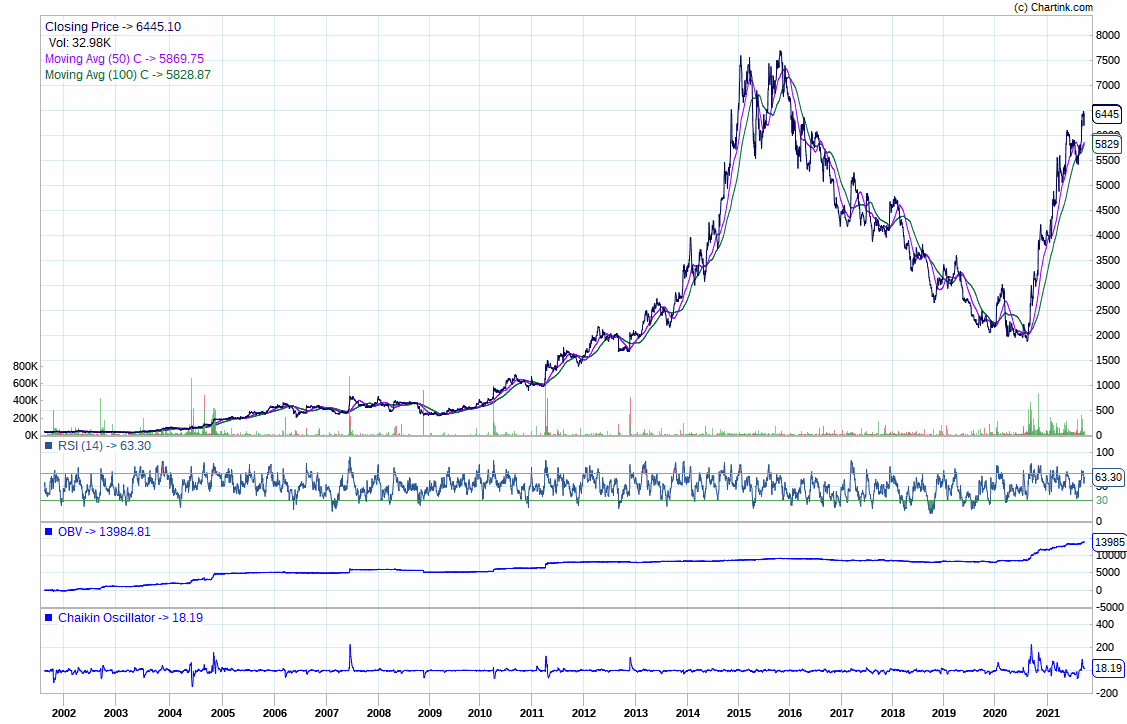 (c) Chartink.com
Closing Price -> 6445.10
Vol: 32.98K
Moving Avg (50) C -> 5869.75
Moving Avg (100) C -> 5828.87
8000
7500
7000
6445
5829
5500
5000
4500
4000
3500
3000
2500
2000
1500
1000
500
0
800K
600K
400K
200K
0K
RSI (14) -> 63.30
100
63.30
30
0
OBV -> 13984.81
13985
10000
5000
0
-5000
Chaikin Oscillator -> 18.19
400
200
18.19
-200
2002 2003 2004 2005 2006 2007 2008 2009 2010 2011 2012 2013 2014 2015 2016 2017 2018 2019 2020 2021